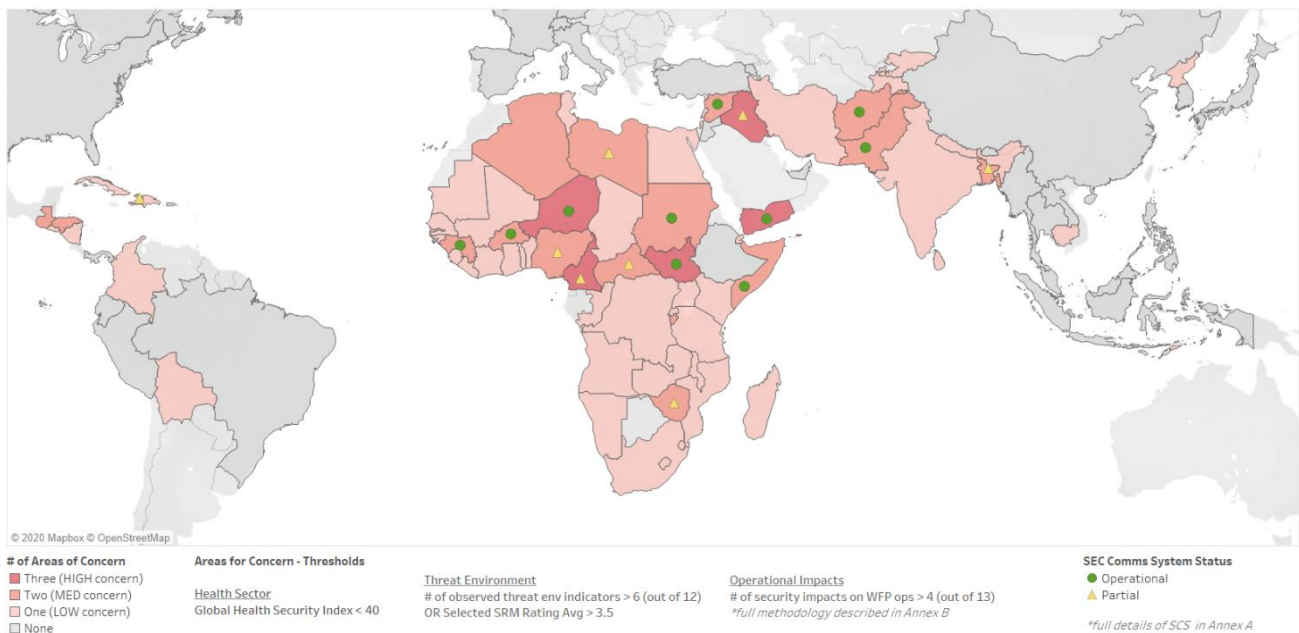 © 2020 Mapbox © OpenStreetMap
# of Areas of Concern
Three (HIGH concern)
Two (MED concern)
One (LOW concern)
None
Areas for Concern - Thresholds
Health Sector
Global Health Security Index < 40
Threat Environment
# of observed threat env indicators > 6 (out of 12)
OR Selected SRM Rating Avg > 3.5
Operational Impacts
# of security impacts on WFP ops > 4 (out of 13)
*full methodology described in Annex B
SEC Comms System Status
Operational
Partial
*full details of SCS in Annex A